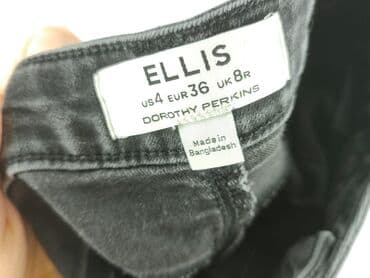 ELLIS
US4 EUR36 UK8R
DOROTHY PERKINS
Made in
Bangladesh